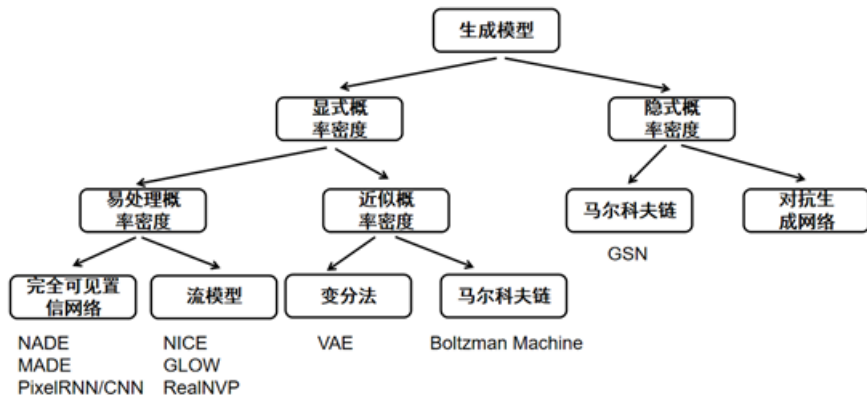 生成模型
显式概
率密度
隐式概
率密度
易处理概
率密度
近似概
率密度
马尔科夫链
对抗生
成网络
GSN
完全可见置
信网络
流模型
变分法
马尔科夫链
NADE
MADE
PixelRNN/CNN
NICE
GLOW
RealNVP
VAE
Boltzman Machine